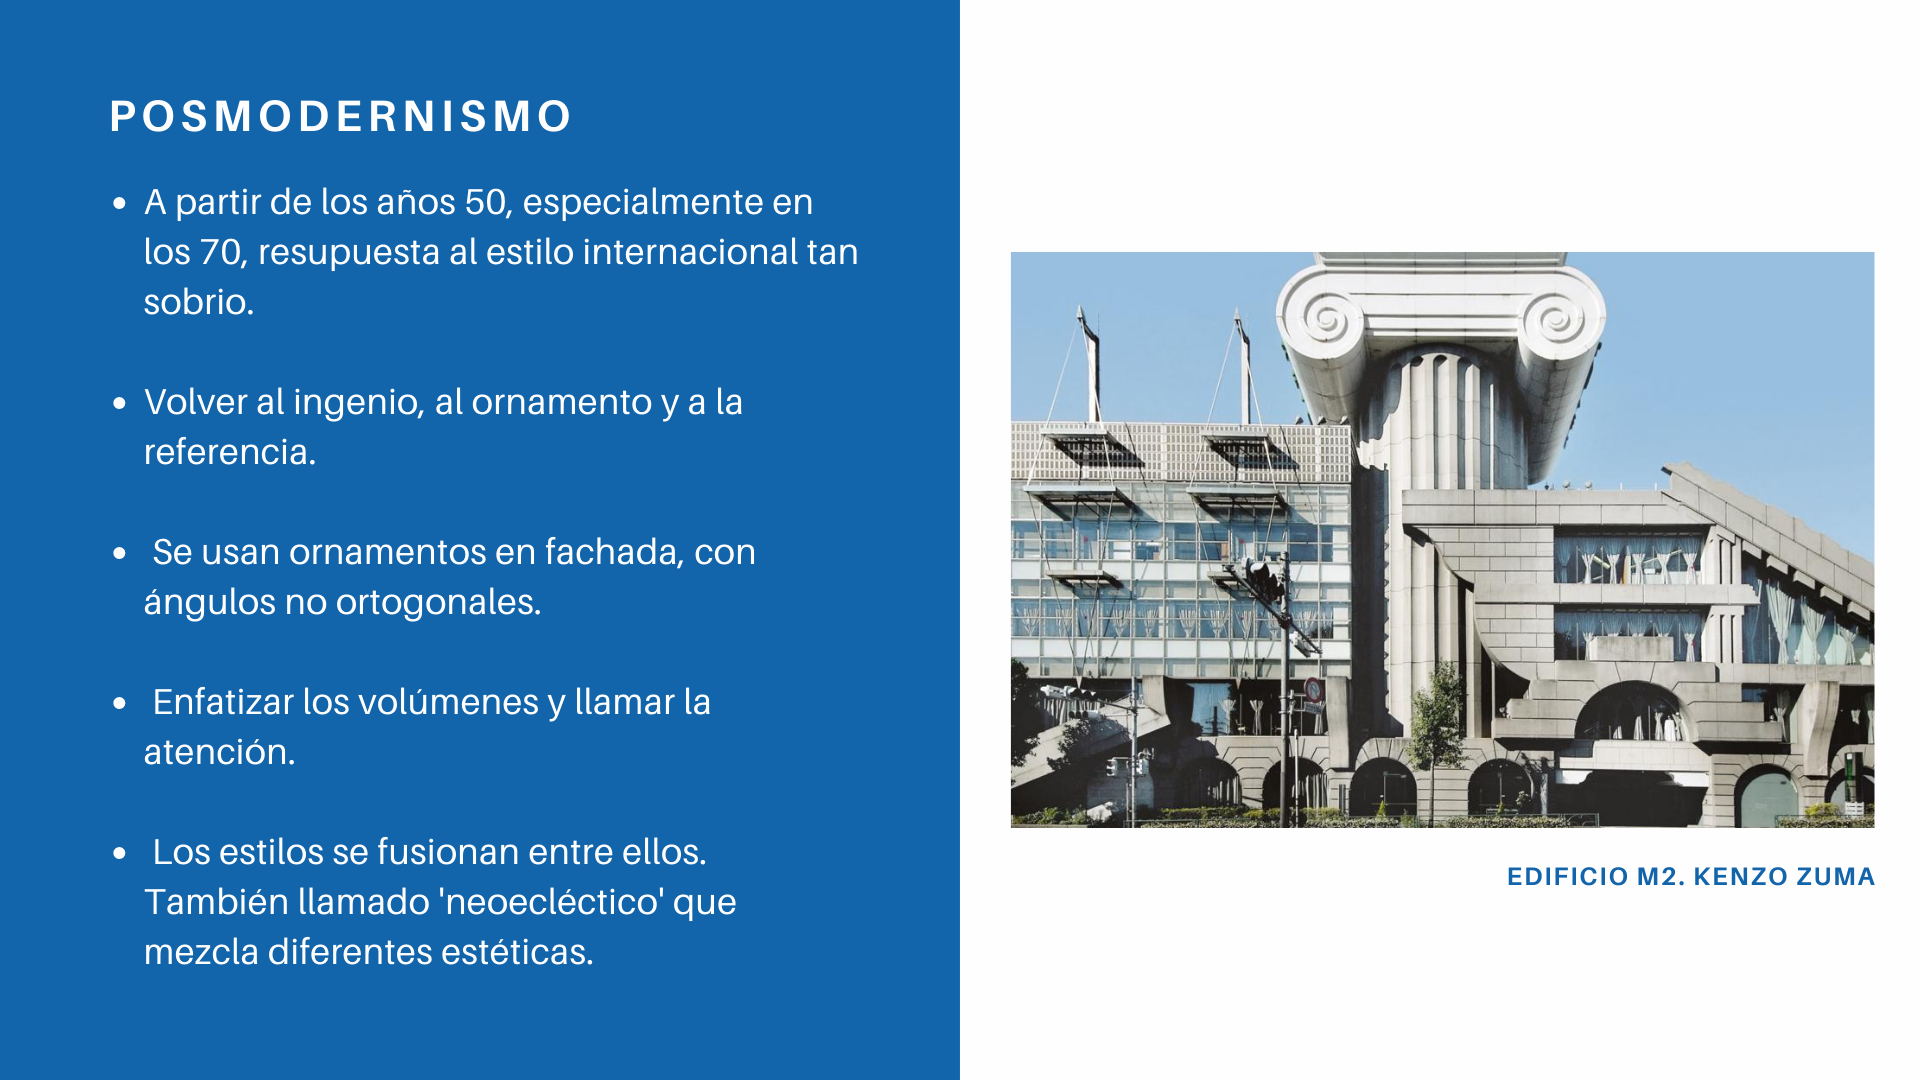 POSMODERNISMO
• A partir de los años 50, especialmente en
los 70, resupuesta al estilo internacional tan
sobrio.
• Volver al ingenio, al ornamento y a la
referencia.
• Se usan ornamentos en fachada, con
ángulos no ortogonales.
• Enfatizar los volúmenes y llamar la
atención.
• Los estilos se fusionan entre ellos.
También llamado 'neoecléctico' que
mezcla diferentes estéticas.
EDIFICIO M2. KENZO ZUMA